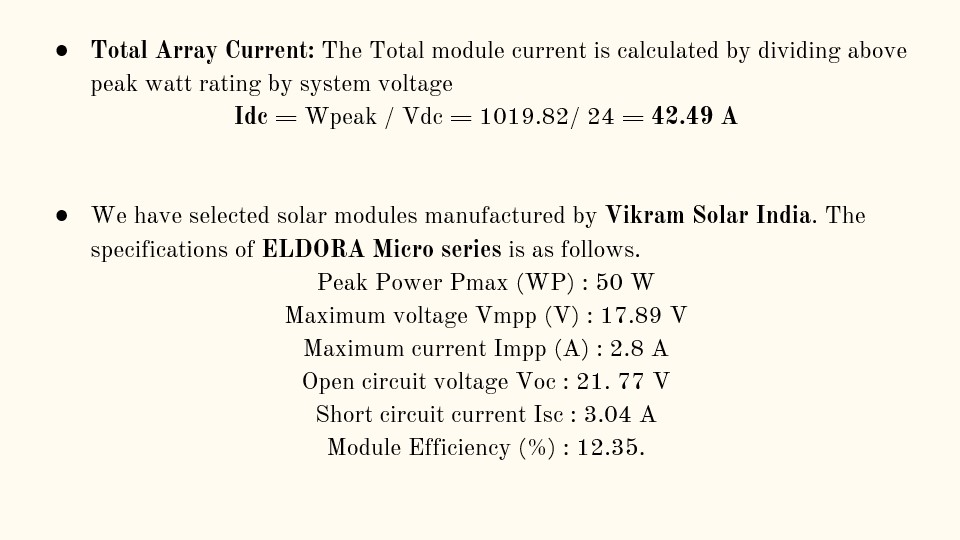 ● Total Array Current: The Total module current is calculated by dividing above
peak watt rating by system voltage
Idc = Wpeak / Vdc = 1019.82/ 24 = 42.49 A
● We have selected solar modules manufactured by Vikram Solar India. The
specifications of ELDORA Micro series is as follows.
Peak Power Pmax (WP) : 50 W
Maximum voltage Vmpp (V) : 17.89 V
Maximum current Impp (A) : 2.8 A
Open circuit voltage Voc : 21. 77 V
Short circuit current Isc : 3.04 A
Module Efficiency (%) : 12.35.